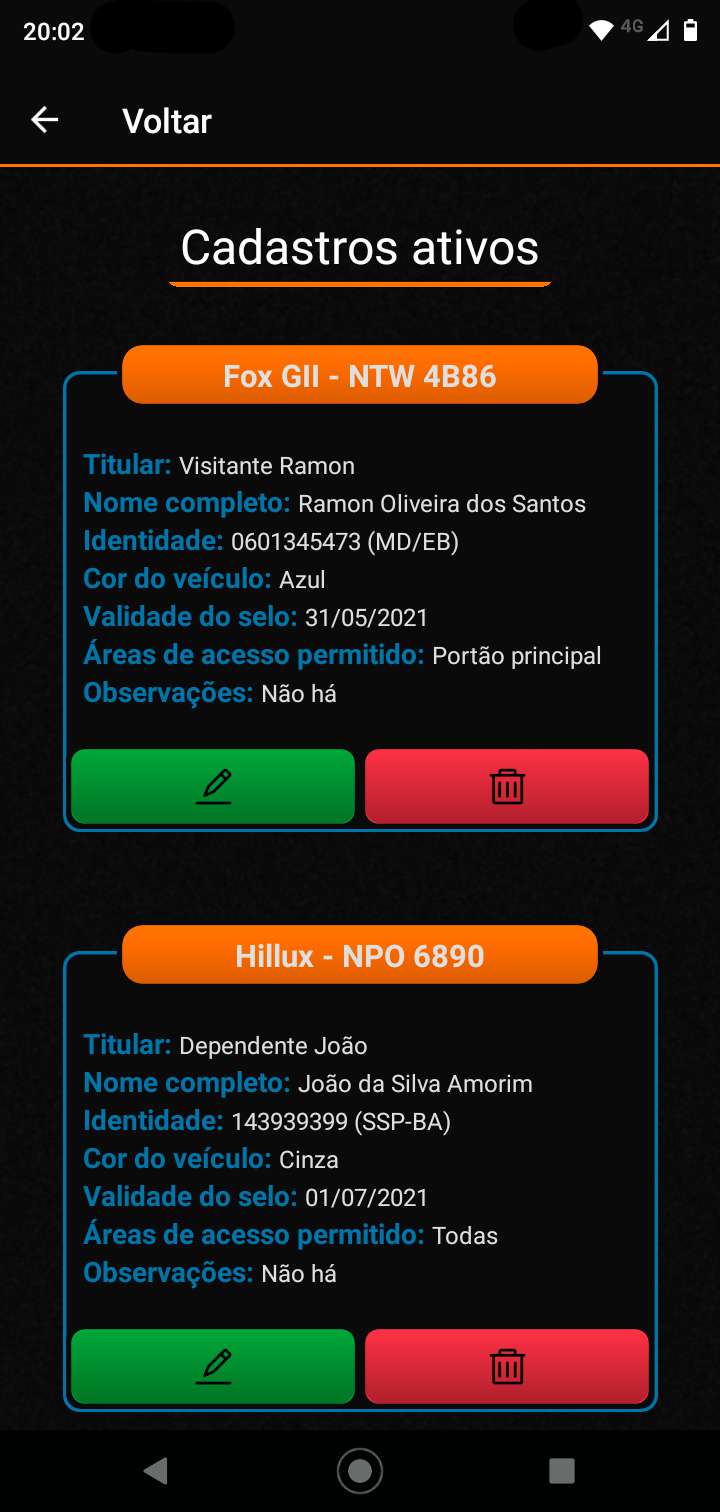 20:02
4G
Voltar
Cadastros ativos
Fox GII - NTW 4B86
Titular: Visitante Ramon
Nome completo: Ramon Oliveira dos Santos
Identidade: 0601345473 (MD/EB)
Cor do veículo: Azul
Validade do selo: 31/05/2021
Áreas de acesso permitido: Portão principal
Observações: Não há
Hillux - NPO 6890
Titular: Dependente João
Nome completo: João da Silva Amorim
Identidade: 143939399 (SSP-BA)
Cor do veículo: Cinza
Validade do selo: 01/07/2021
Áreas de acesso permitido: Todas
Observações: Não há